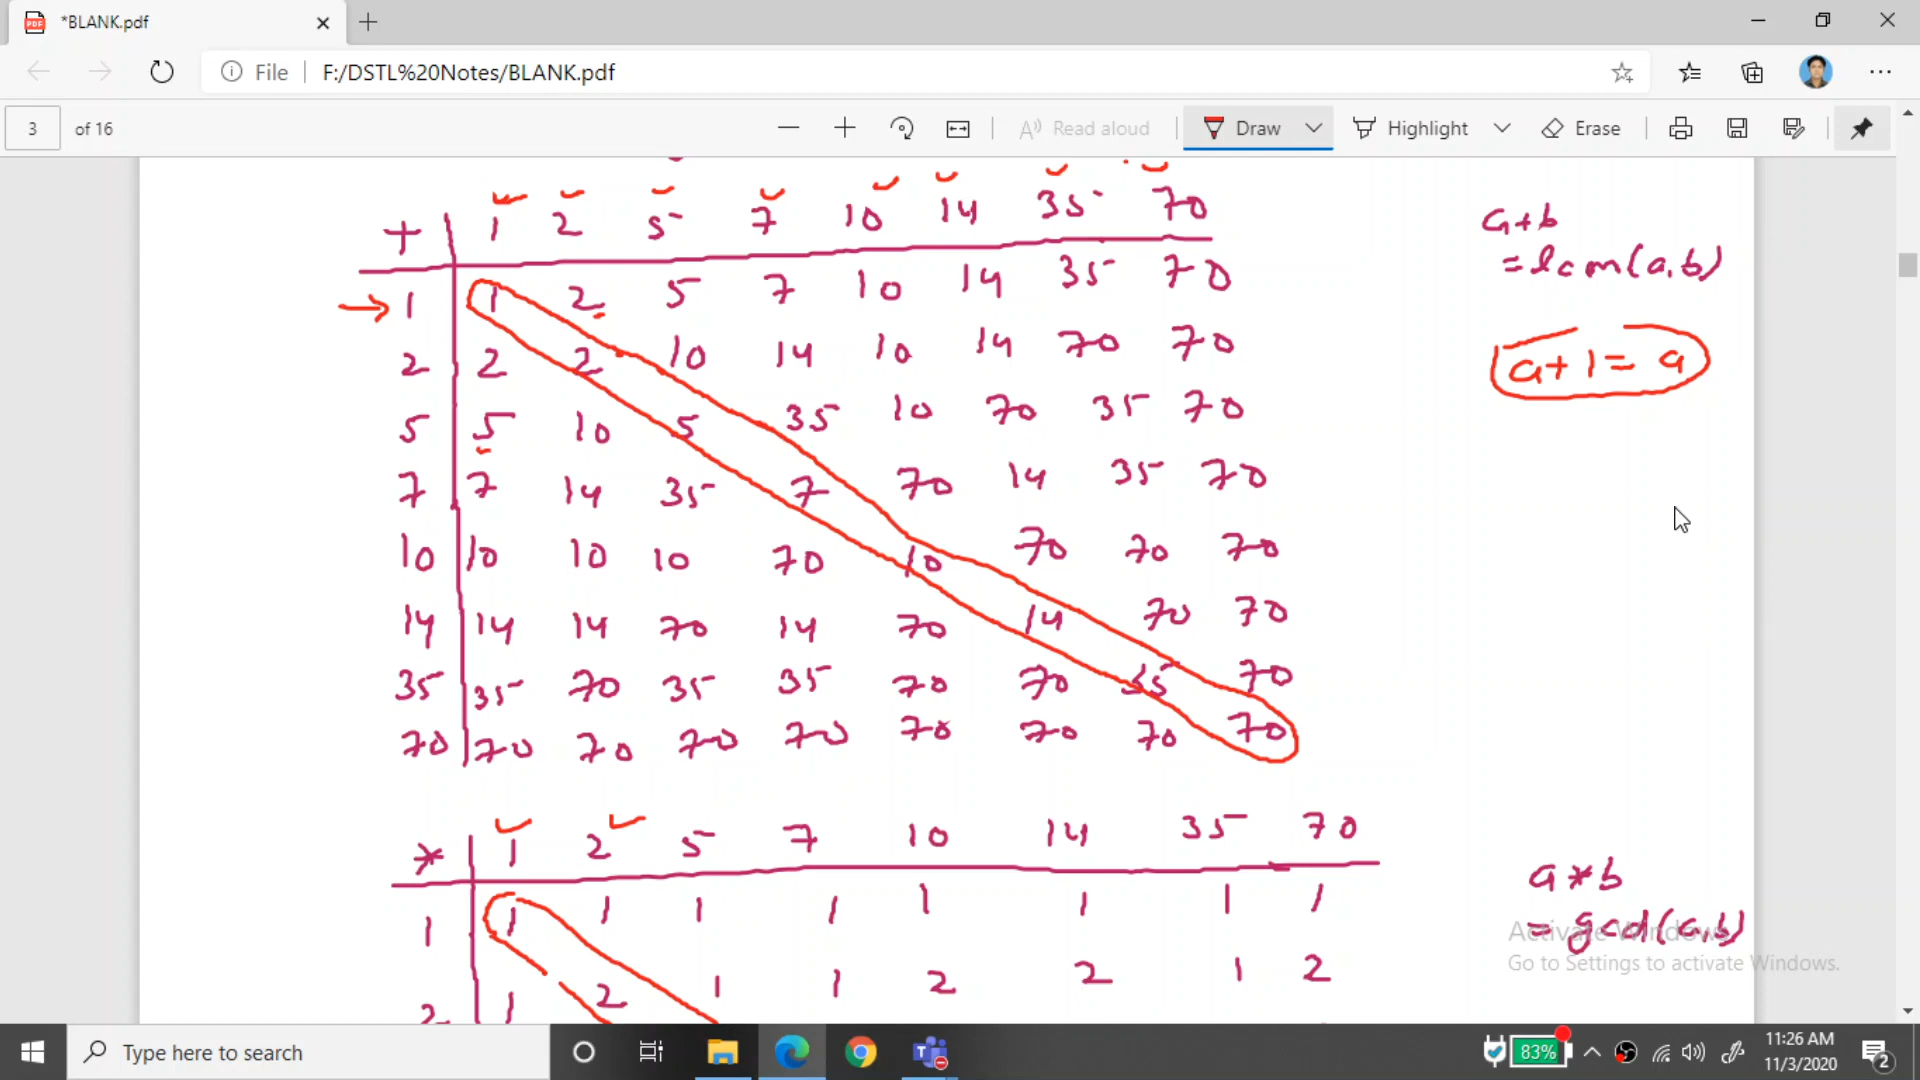 *BLANK.pdf
File F:/DSTL%20Notes/BLANK.pdf
3 of 16 Read aloud Draw Highlight Erase
+ 1 2 5 7 10 14 35 70
1 1 2 5 7 10 14 35 70
2 2 2 10 14 10 14 70 70
5 5 10 5 35 10 70 35 70
7 7 14 35 7 70 14 35 70
10 10 10 10 70 10 70 70 70
14 14 14 70 14 70 14 70 70
35 35 70 35 35 70 70 35 70
70 70 70 70 70 70 70 70 70
a+b
=lcm(a,b)
a+1=a
* 1 2 5 7 10 14 35 70
1 1 1 1 1 1 1 1 1
2 1 2 1 1 2 2 1 2
a*b
=gcd(a,b)
Activate Windows
Go to Settings to activate Windows.
Type here to search
83%
11:26 AM
11/3/2020
2